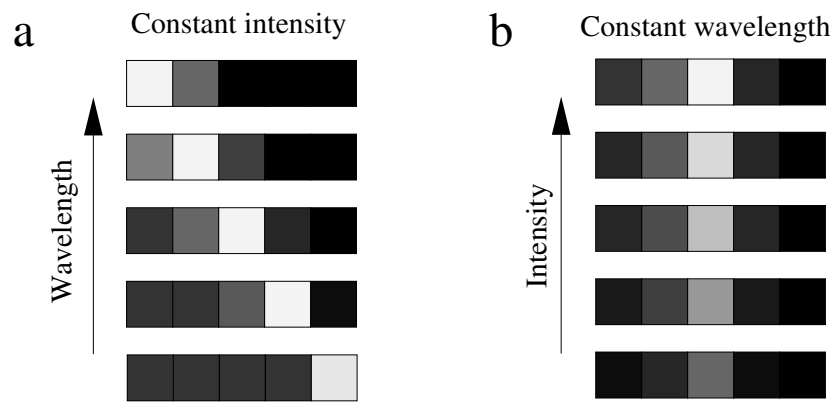 a
Constant intensity
Wavelength
b
Constant wavelength
Intensity